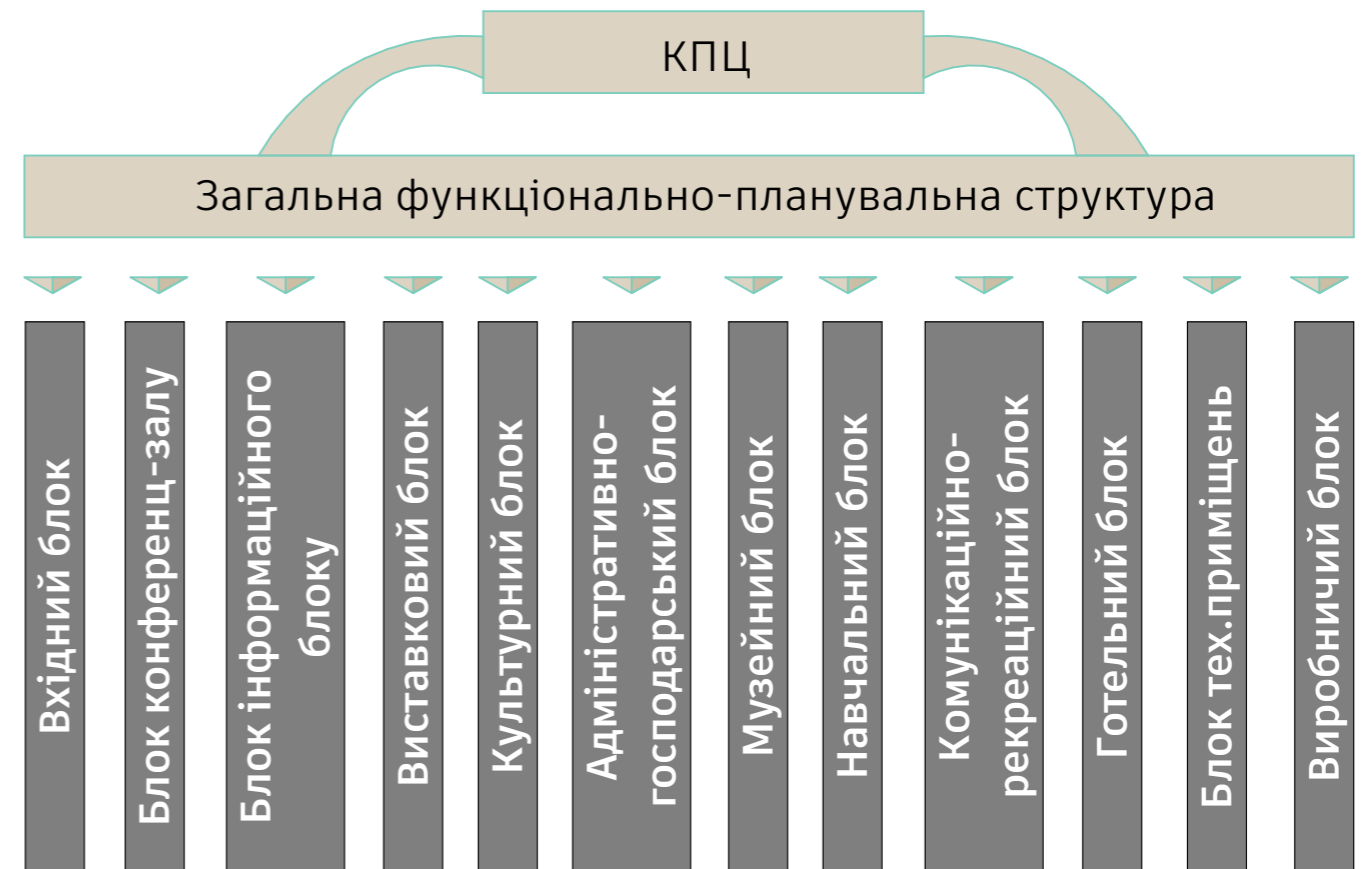 КПЦ
Загальна функціонально-планувальна структура
Вхідний блок
Блок конференц-залу
Блок інформаційного
блоку
Виставковий блок
Культурний блок
Адміністративно-
господарський блок
Музейний блок
Навчальний блок
Комунікаційно-
рекреаційний блок
Готельний блок
Блок тех.приміщень
Виробничий блок